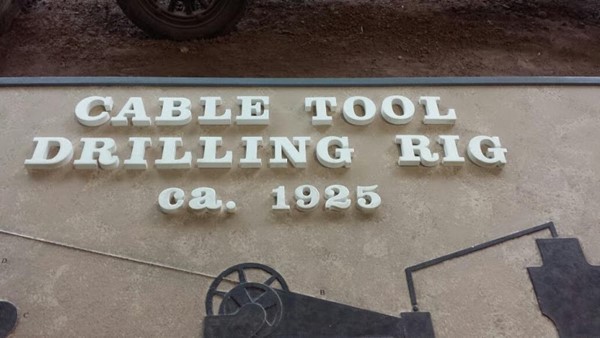 CABLE TOOL
DRILLING RIG
ca. 1925